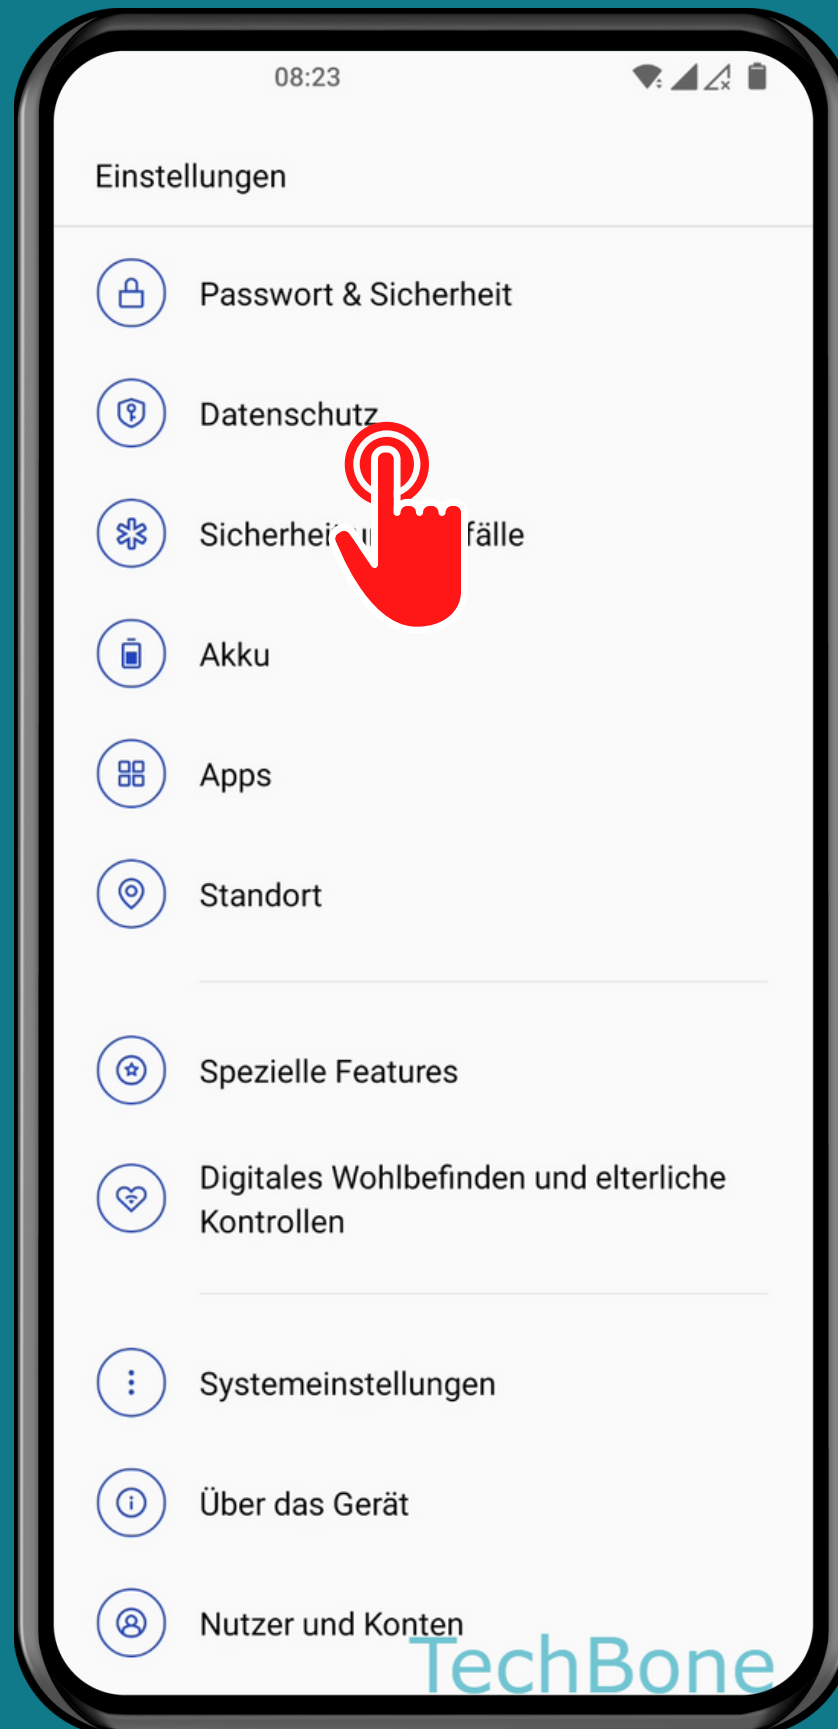 08:23
Einstellungen
Passwort & Sicherheit
Datenschutz
fälle
Akku
Apps
Standort
Spezielle Features
Digitales Wohlbefinden und elterliche
Kontrollen
Systemeinstellungen
Über das Gerät
Nutzer und Konten
TechBone